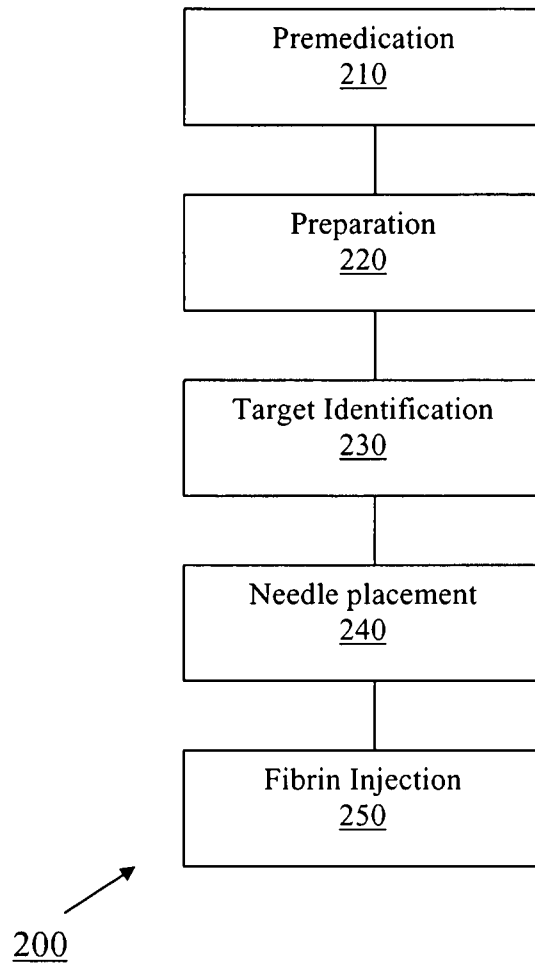 Premedication
210
Preparation
220
Target Identification
230
Needle placement
240
Fibrin Injection
250
200